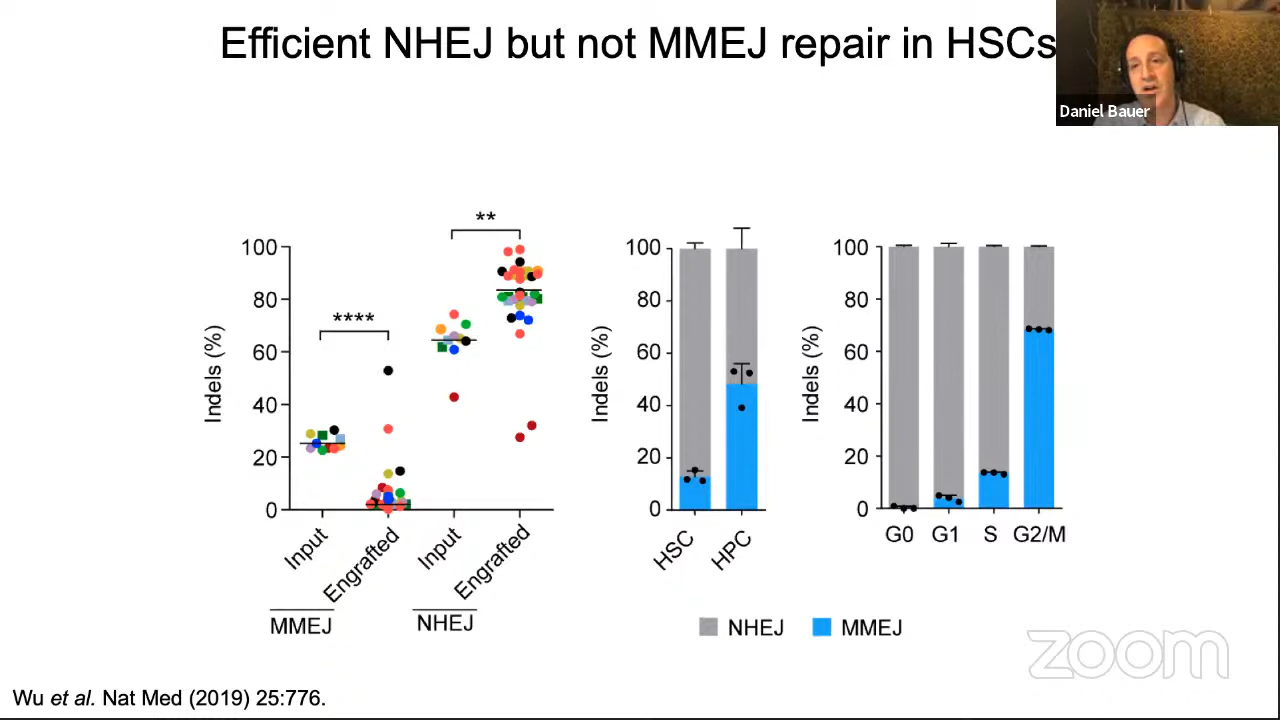 Efficient NHEJ but not MMEJ repair in HSCs
Daniel Bauer
**
****
Indels (%)
100
80
60
40
20
0
Input
Engrafted
Input
Engrafted
MMEJ
NHEJ
Indels (%)
100
80
60
40
20
0
HSC
HPC
Indels (%)
100
80
60
40
20
0
G0 G1 S G2/M
NHEJ MMEJ
zoom
Wu et al. Nat Med (2019) 25:776.